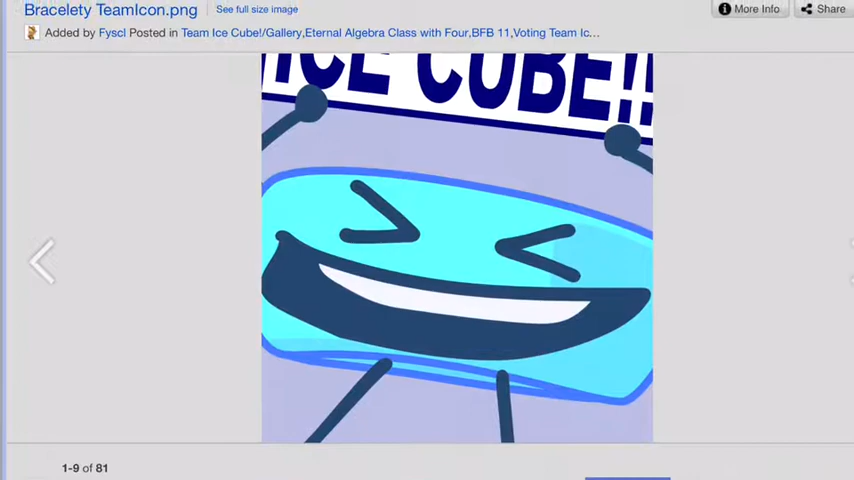 Bracelety TeamIcon.png See full size image More Info Share
Added by Fyscl Posted in Team Ice Cube!/Gallery,Eternal Algebra Class with Four,BFB 11,Voting Team Ic...
ICE CUBE!!
1-9 of 81